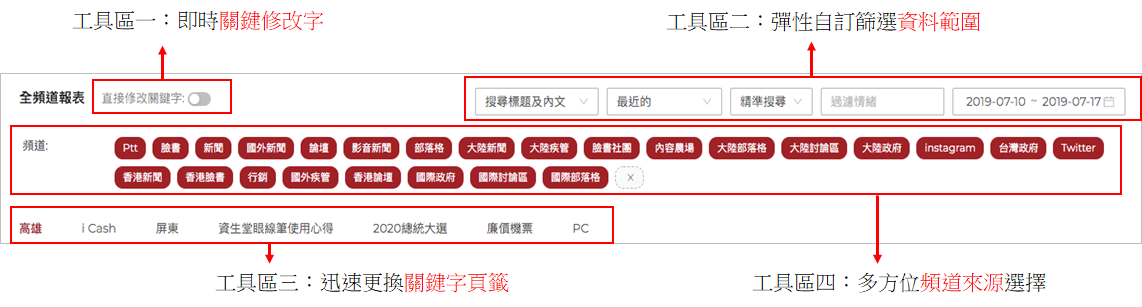 工具區一：即時關鍵修改字
工具區二：彈性自訂篩選資料範圍
全頻道報表 直接修改關鍵字: 搜尋標題及內文 最近的 精準搜尋 過濾情緒 2019-07-10 ~ 2019-07-17
頻道: Ptt 臉書 新聞 國外新聞 論壇 影音新聞 部落格 大陸新聞 大陸疾管 臉書社團 內容農場 大陸部落格 大陸討論區 大陸政府 instagram 台灣政府 Twitter
香港新聞 香港臉書 行銷 國外疾管 香港論壇 國際政府 國際討論區 國際部落格 X
高雄 i Cash 屏東 資生堂眼線筆使用心得 2020總統大選 廉價機票 PC
工具區三：迅速更換關鍵字頁籤
工具區四：多方位頻道來源選擇